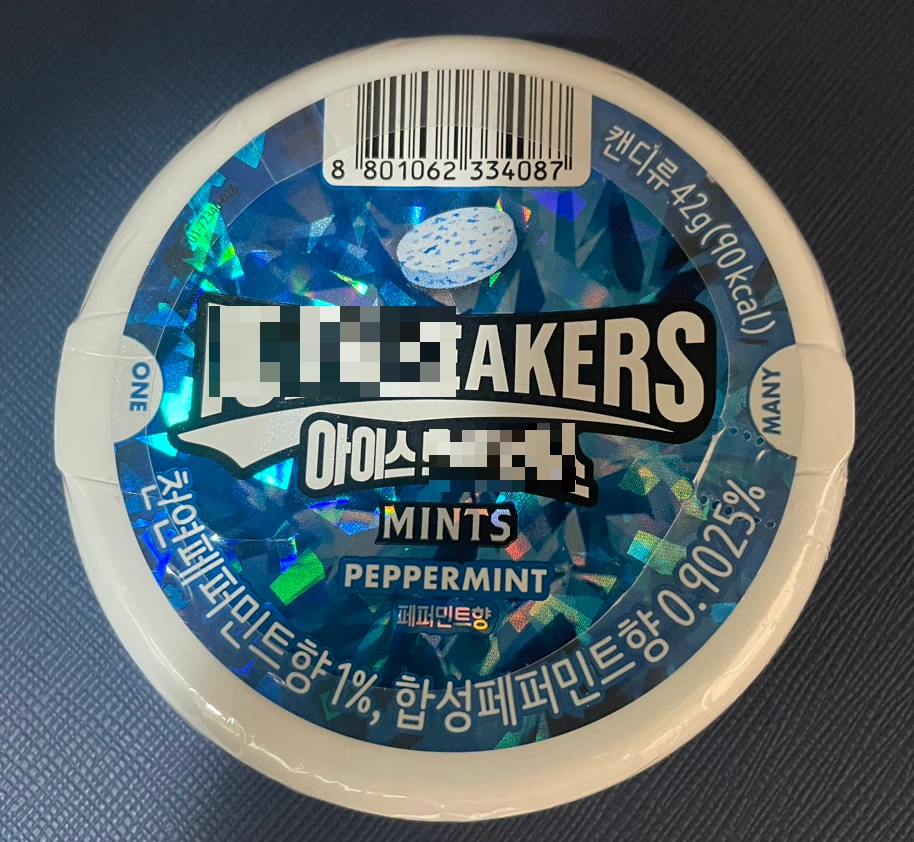 8 801062 334087
캔디류 42g(90kcal)
ONE
MANY
아이스
MINTS
PEPPERMINT
페퍼민트향
천연페퍼민트향 1%, 합성페퍼민트향 0.9025%